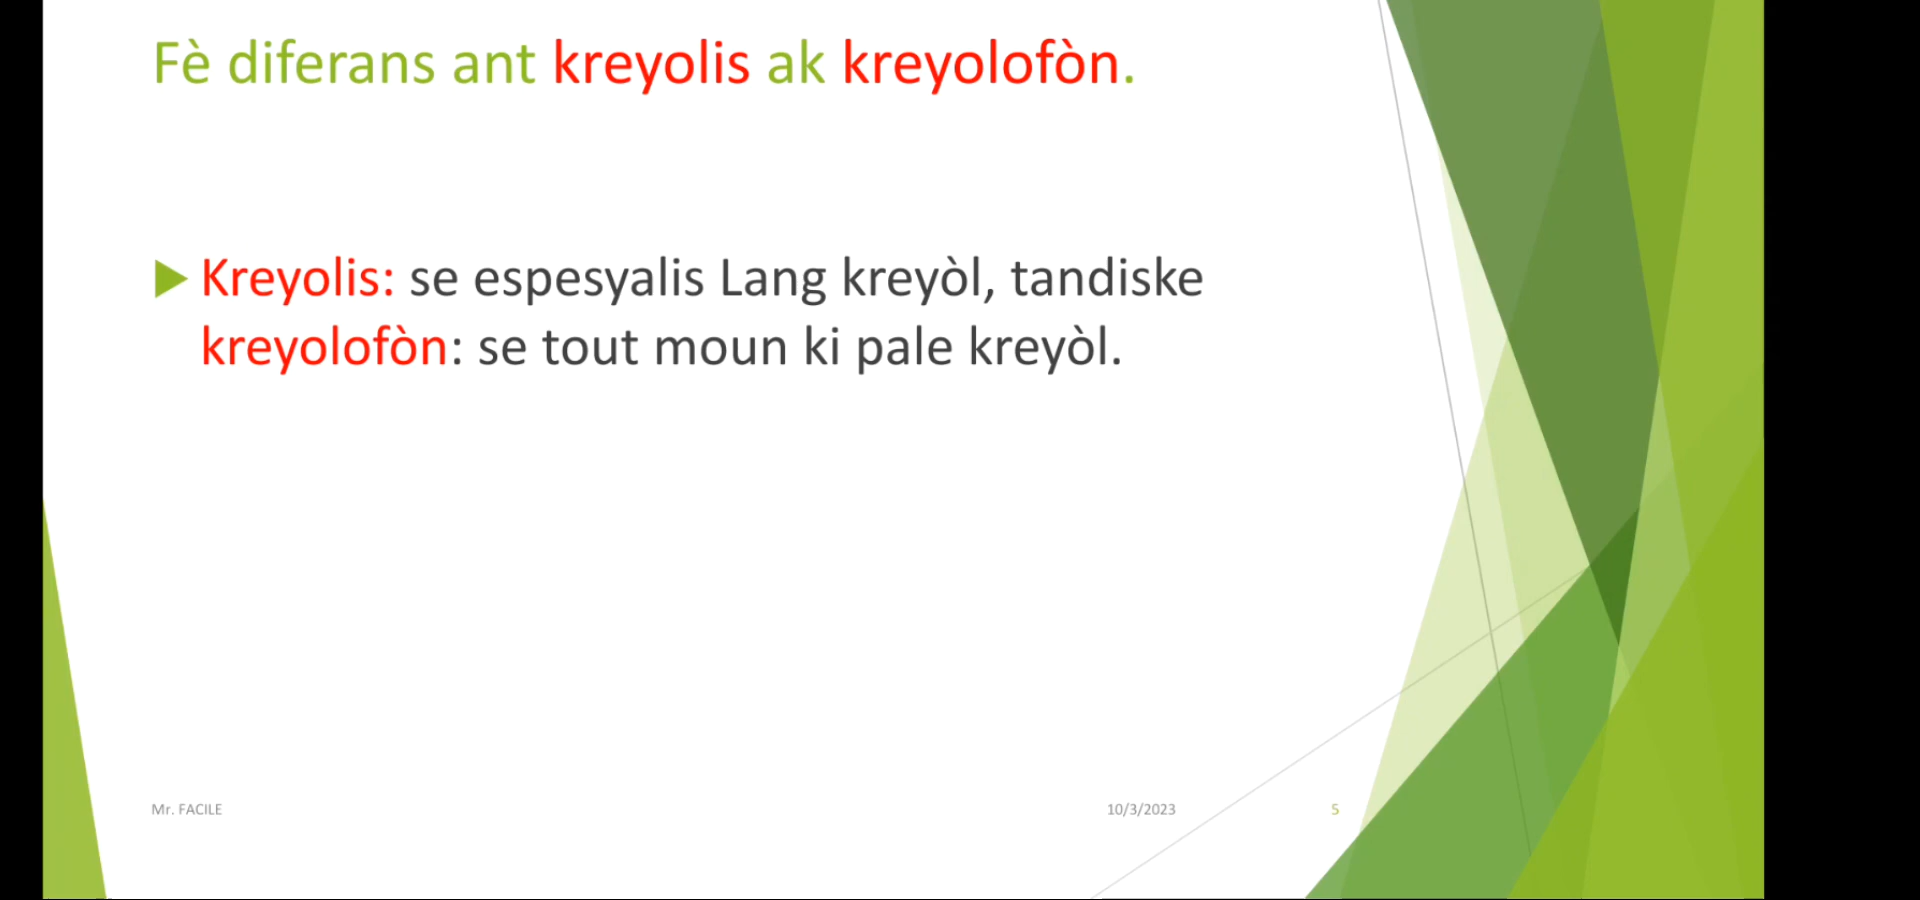 Fè diferans ant kreyolis ak kreyolofòn.
Kreyolis: se espesyalis Lang kreyòl, tandiske
kreyolofòn: se tout moun ki pale kreyòl.
Mr. FACILE
10/3/2023
5